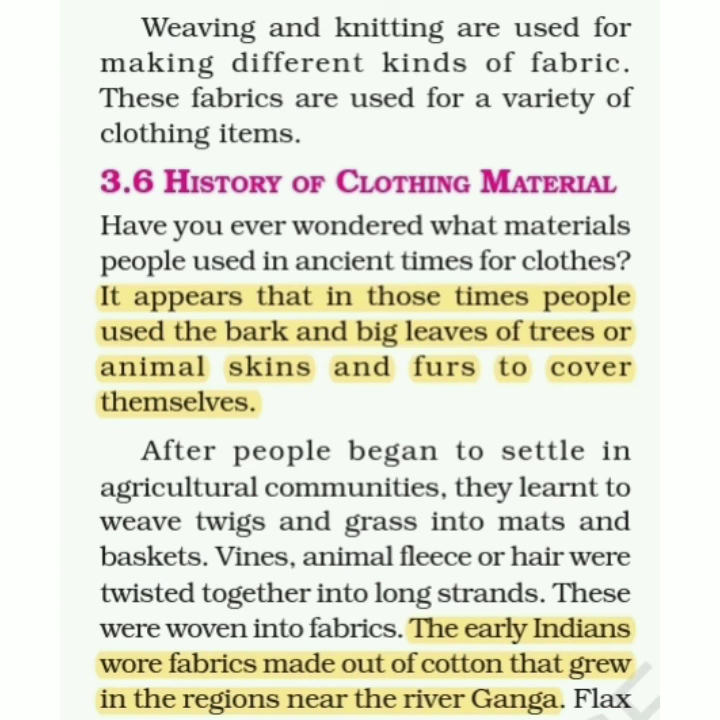 Weaving and knitting are used for
making different kinds of fabric.
These fabrics are used for a variety of
clothing items.
3.6 HISTORY OF CLOTHING MATERIAL
Have you ever wondered what materials
people used in ancient times for clothes?
It appears that in those times people
used the bark and big leaves of trees or
animal skins and furs to cover
themselves.
After people began to settle in
agricultural communities, they learnt to
weave twigs and grass into mats and
baskets. Vines, animal fleece or hair were
twisted together into long strands. These
were woven into fabrics. The early Indians
wore fabrics made out of cotton that grew
in the regions near the river Ganga. Flax